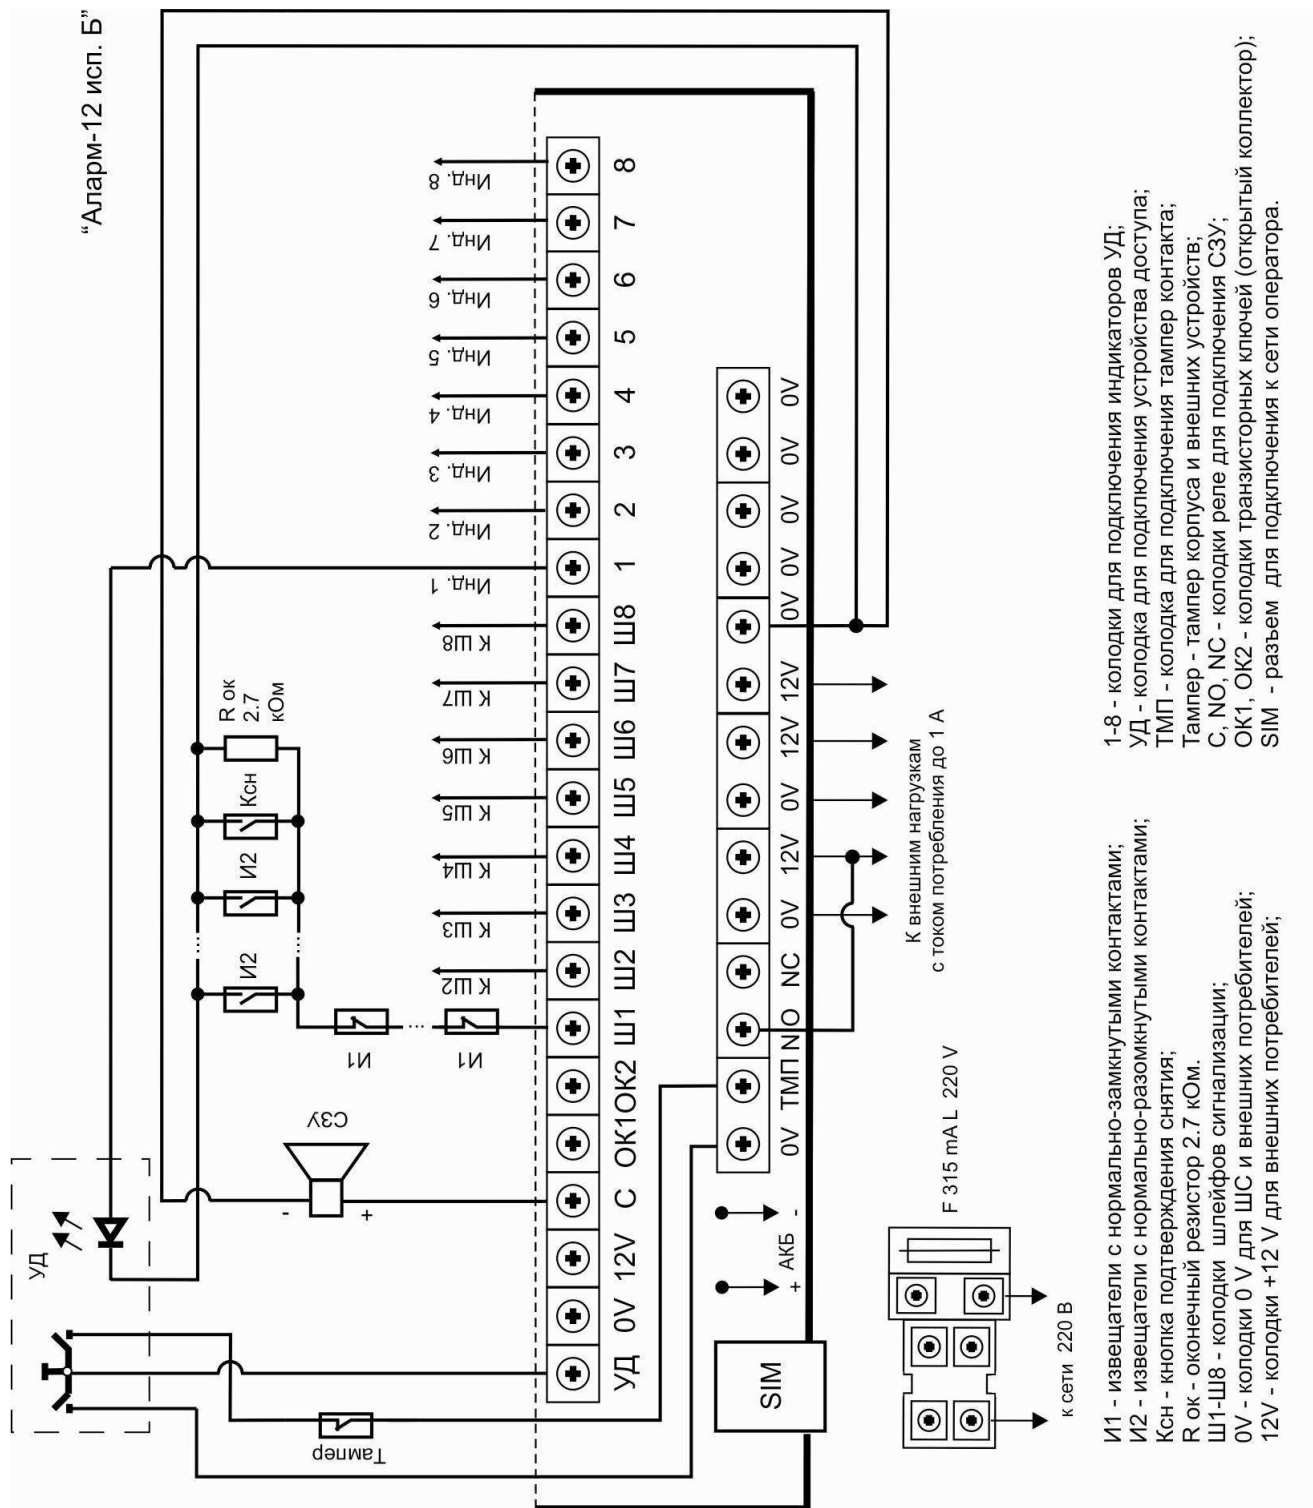 “Аларм-12 исп. Б”
УД
Тампер
СЗУ
-
+
И1
И1
И2
И2
Ксн
R ок
2.7
кОм
К Ш2
К Ш3
К Ш4
К Ш5
К Ш6
К Ш7
К Ш8
Инд. 1
Инд. 2
Инд. 3
Инд. 4
Инд. 5
Инд. 6
Инд. 7
Инд. 8
УД 0V 12V С ОК1 ОК2 Ш1 Ш2 Ш3 Ш4 Ш5 Ш6 Ш7 Ш8 1 2 3 4 5 6 7 8
SIM
+ АКБ -
0V ТМП NO NC 0V 12V 0V 12V 12V 0V 0V 0V 0V 0V
К внешним нагрузкам
с током потребления до 1 А
F 315 mA L 220 V
к сети 220 В
И1 - извещатели с нормально-замкнутыми контактами;
И2 - извещатели с нормально-разомкнутыми контактами;
Ксн - кнопка подтверждения снятия;
R ок - оконечный резистор 2.7 кОм.
Ш1-Ш8 - колодки шлейфов сигнализации;
0V - колодки 0 V для ШС и внешних потребителей;
12V - колодки +12 V для внешних потребителей;
1-8 - колодки для подключения индикаторов УД;
УД - колодка для подключения устройства доступа;
ТМП - колодка для подключения тампер контакта;
Тампер - тампер корпуса и внешних устройств;
C, NO, NC - колодки реле для подключения СЗУ;
ОК1, ОК2 - колодки транзисторных ключей (открытый коллектор);
SIM - разъем для подключения к сети оператора.